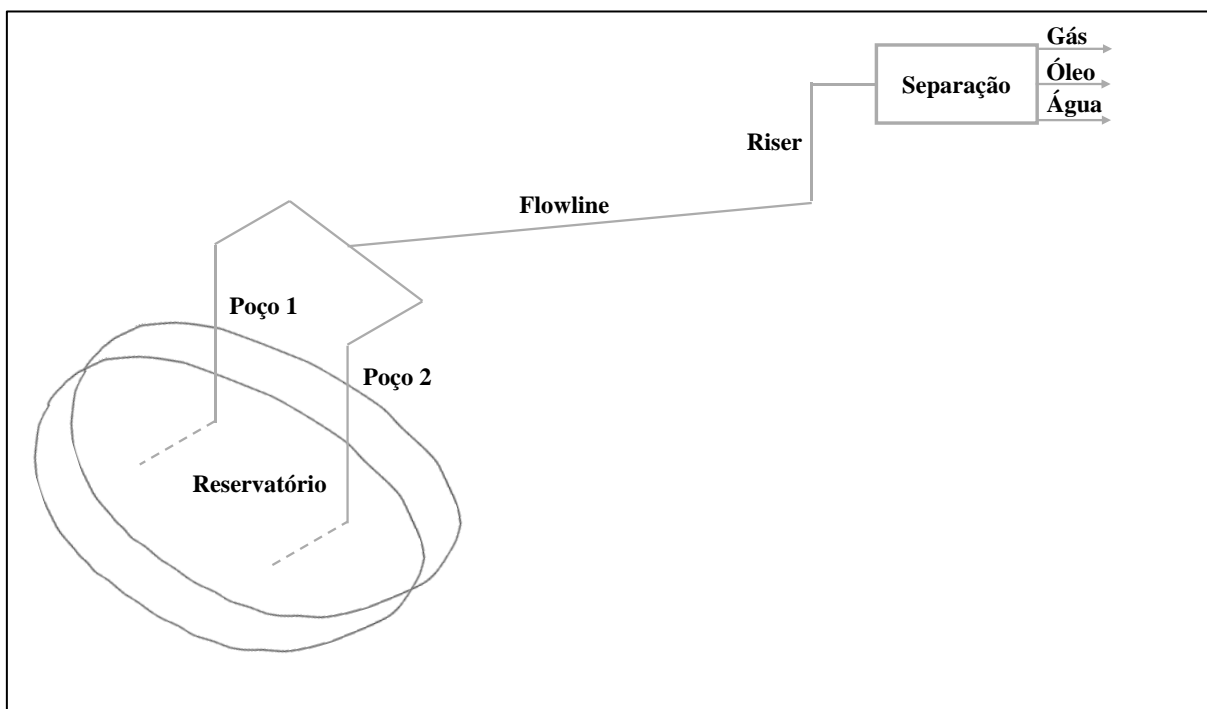 Gás
Separação
Óleo
Água
Riser
Flowline
Poço 1
Poço 2
Reservatório